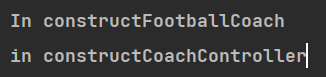 In constructFootballCoach
in constructCoachController